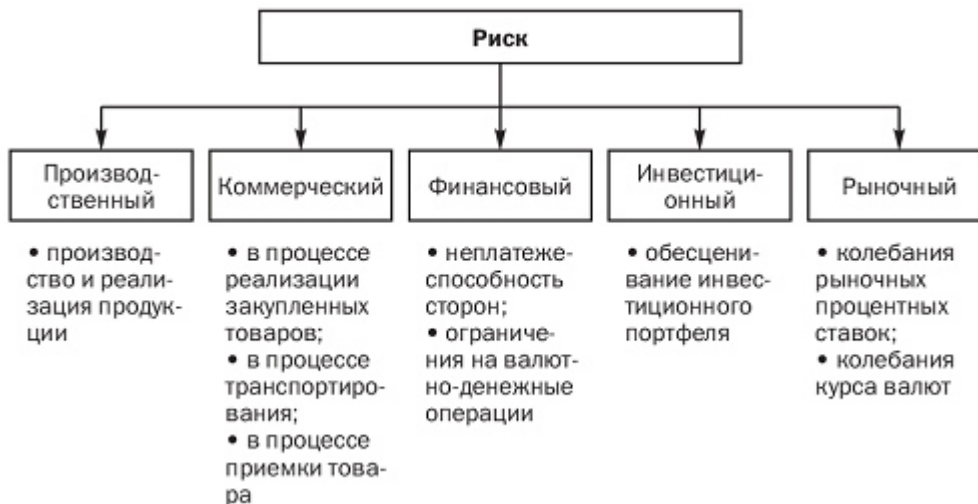 Риск
Производ-
ственный
Коммерческий
Финансовый
Инвестици-
онный
Рыночный
• производ-
ство и реали-
зация продук-
ции
• в процессе
реализации
закупленных
товаров;
• в процессе
транспортиро-
вания;
• в процессе
приемки това-
ра
• неплатеже-
способность
сторон;
• ограниче-
ния на валют-
но-денежные
операции
• обесцени-
вание инвес-
тиционного
портфеля
• колебания
рыночных
процентных
ставок;
• колебания
курса валют